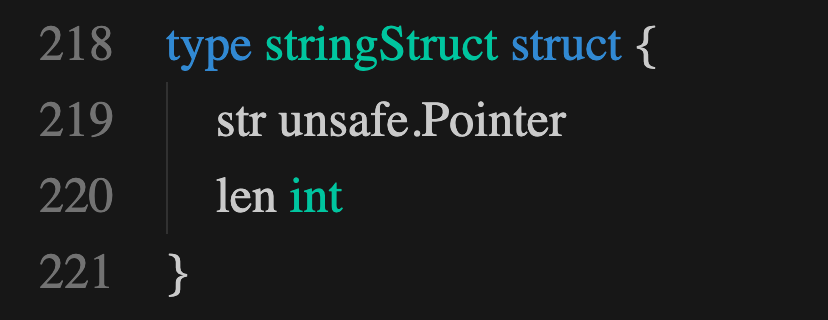 218 type stringStruct struct {
219 str unsafe.Pointer
220 len int
221 }